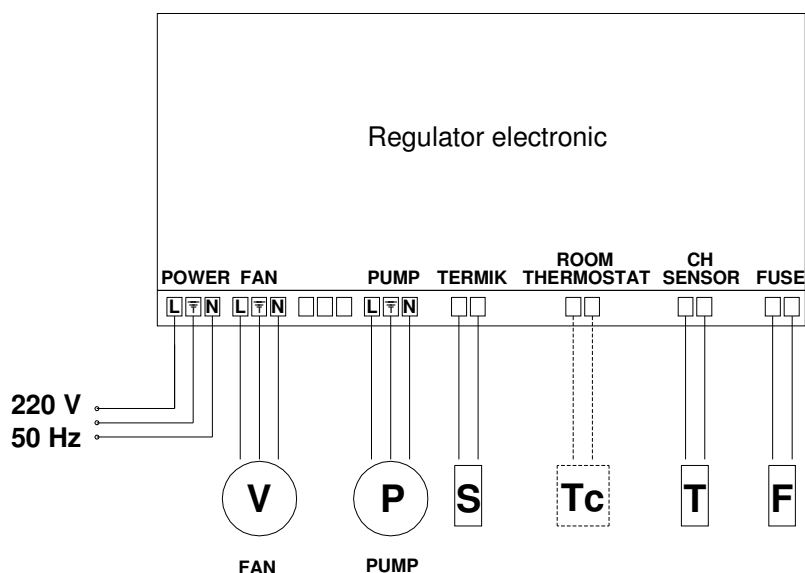 Regulator electronic
POWER FAN PUMP TERMIK ROOM THERMOSTAT CH SENSOR FUSE
L N L N L N
220 V
50 Hz
V P S Tc T F
FAN PUMP